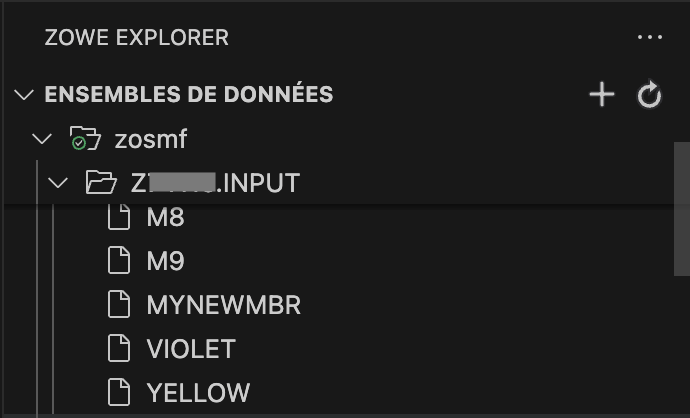 ZOWE EXPLORER
ENSEMBLES DE DONNÉES
zosmf
.INPUT
M8
M9
MYNEWMBR
VIOLET
YELLOW